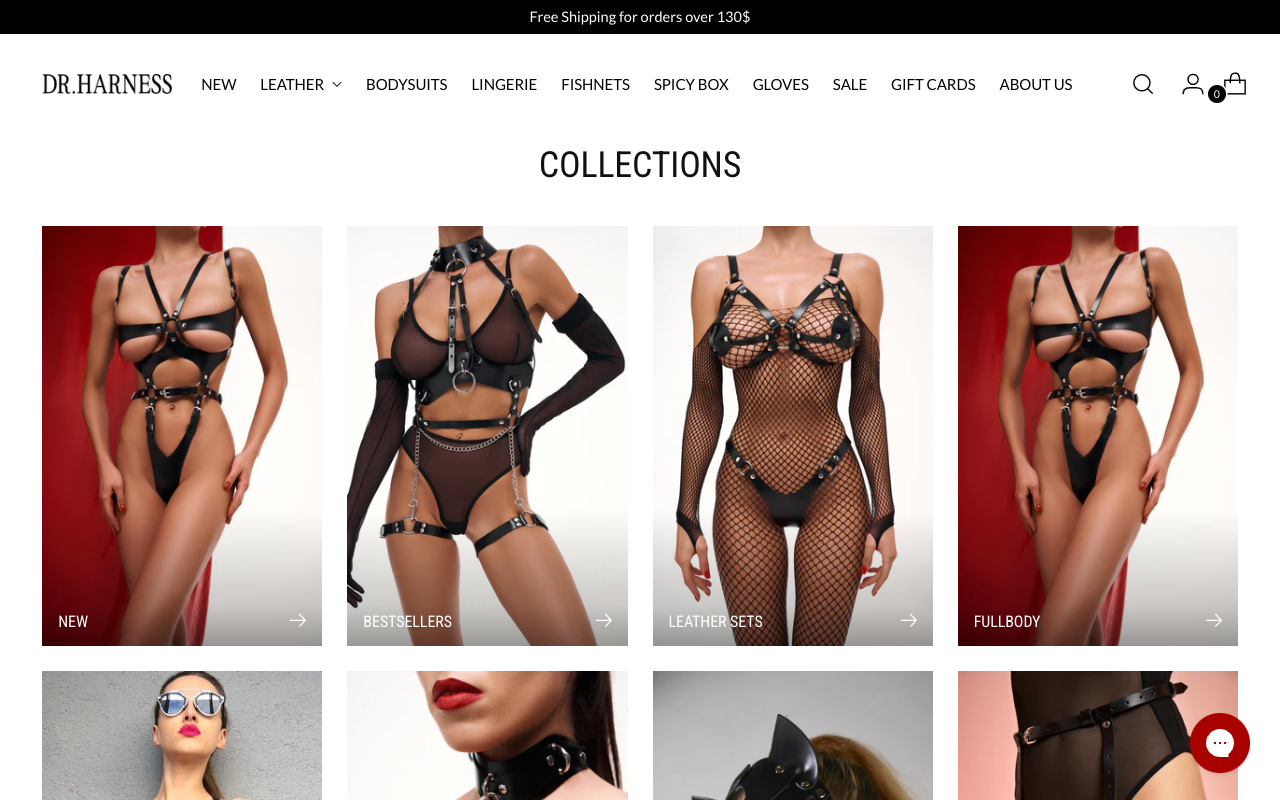 Free Shipping for orders over 130$
DR.HARNESS NEW LEATHER BODYSUITS LINGERIE FISHNETS SPICY BOX GLOVES SALE GIFT CARDS ABOUT US 0
COLLECTIONS
NEW
BESTSELLERS
LEATHER SETS
FULLBODY